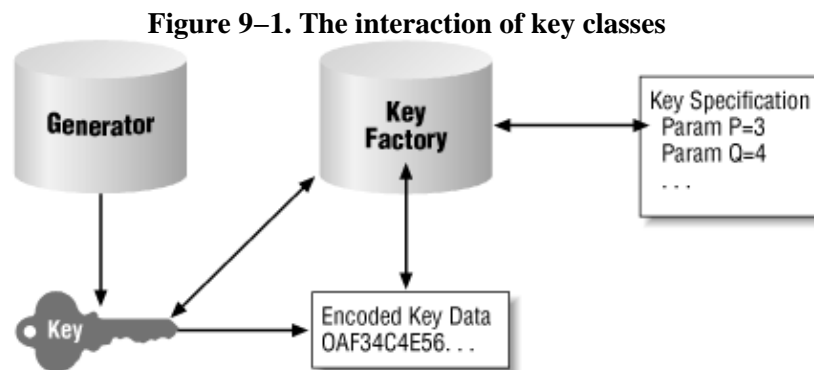 Figure 9–1. The interaction of key classes
Generator
Key
Factory
Key Specification
Param P=3
Param Q=4
. . .
Key
Encoded Key Data
OAF34C4E56. . .